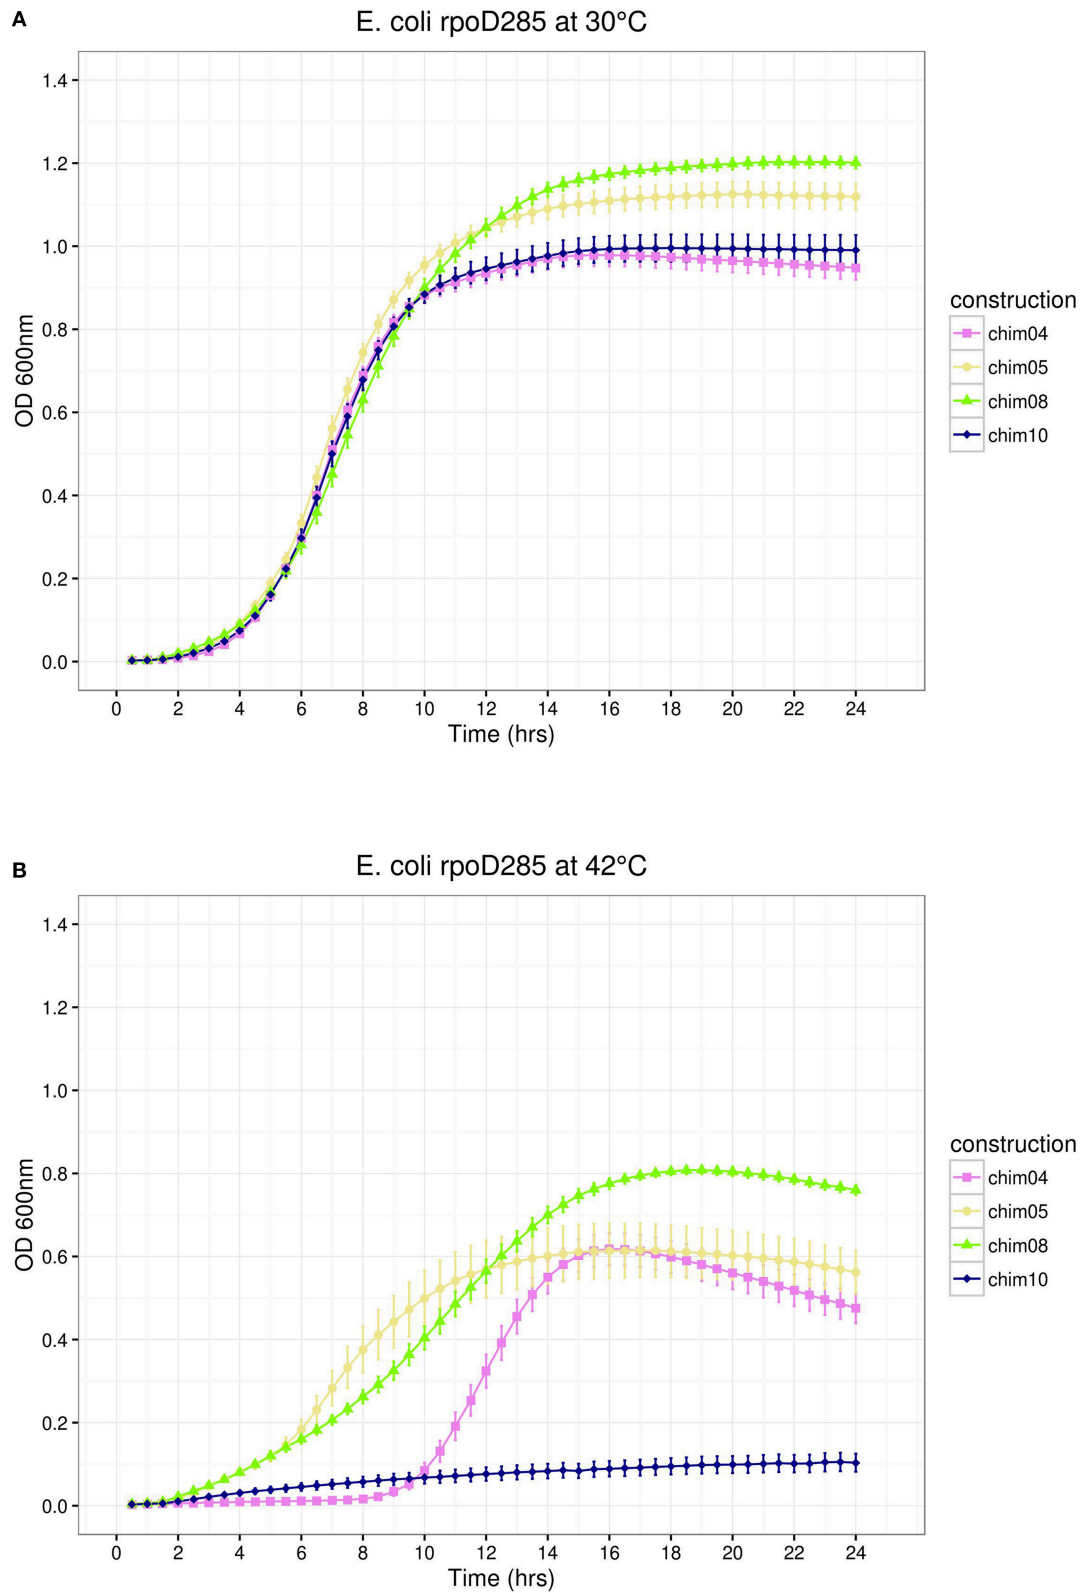 A
E. coli rpoD285 at 30°C
1.4
1.2
1.0
0.8
0.6
0.4
0.2
0.0
OD 600nm
0 2 4 6 8 10 12 14 16 18 20 22 24
Time (hrs)
construction
chim04
chim05
chim08
chim10
B
E. coli rpoD285 at 42°C
1.4
1.2
1.0
0.8
0.6
0.4
0.2
0.0
OD 600nm
0 2 4 6 8 10 12 14 16 18 20 22 24
Time (hrs)
construction
chim04
chim05
chim08
chim10